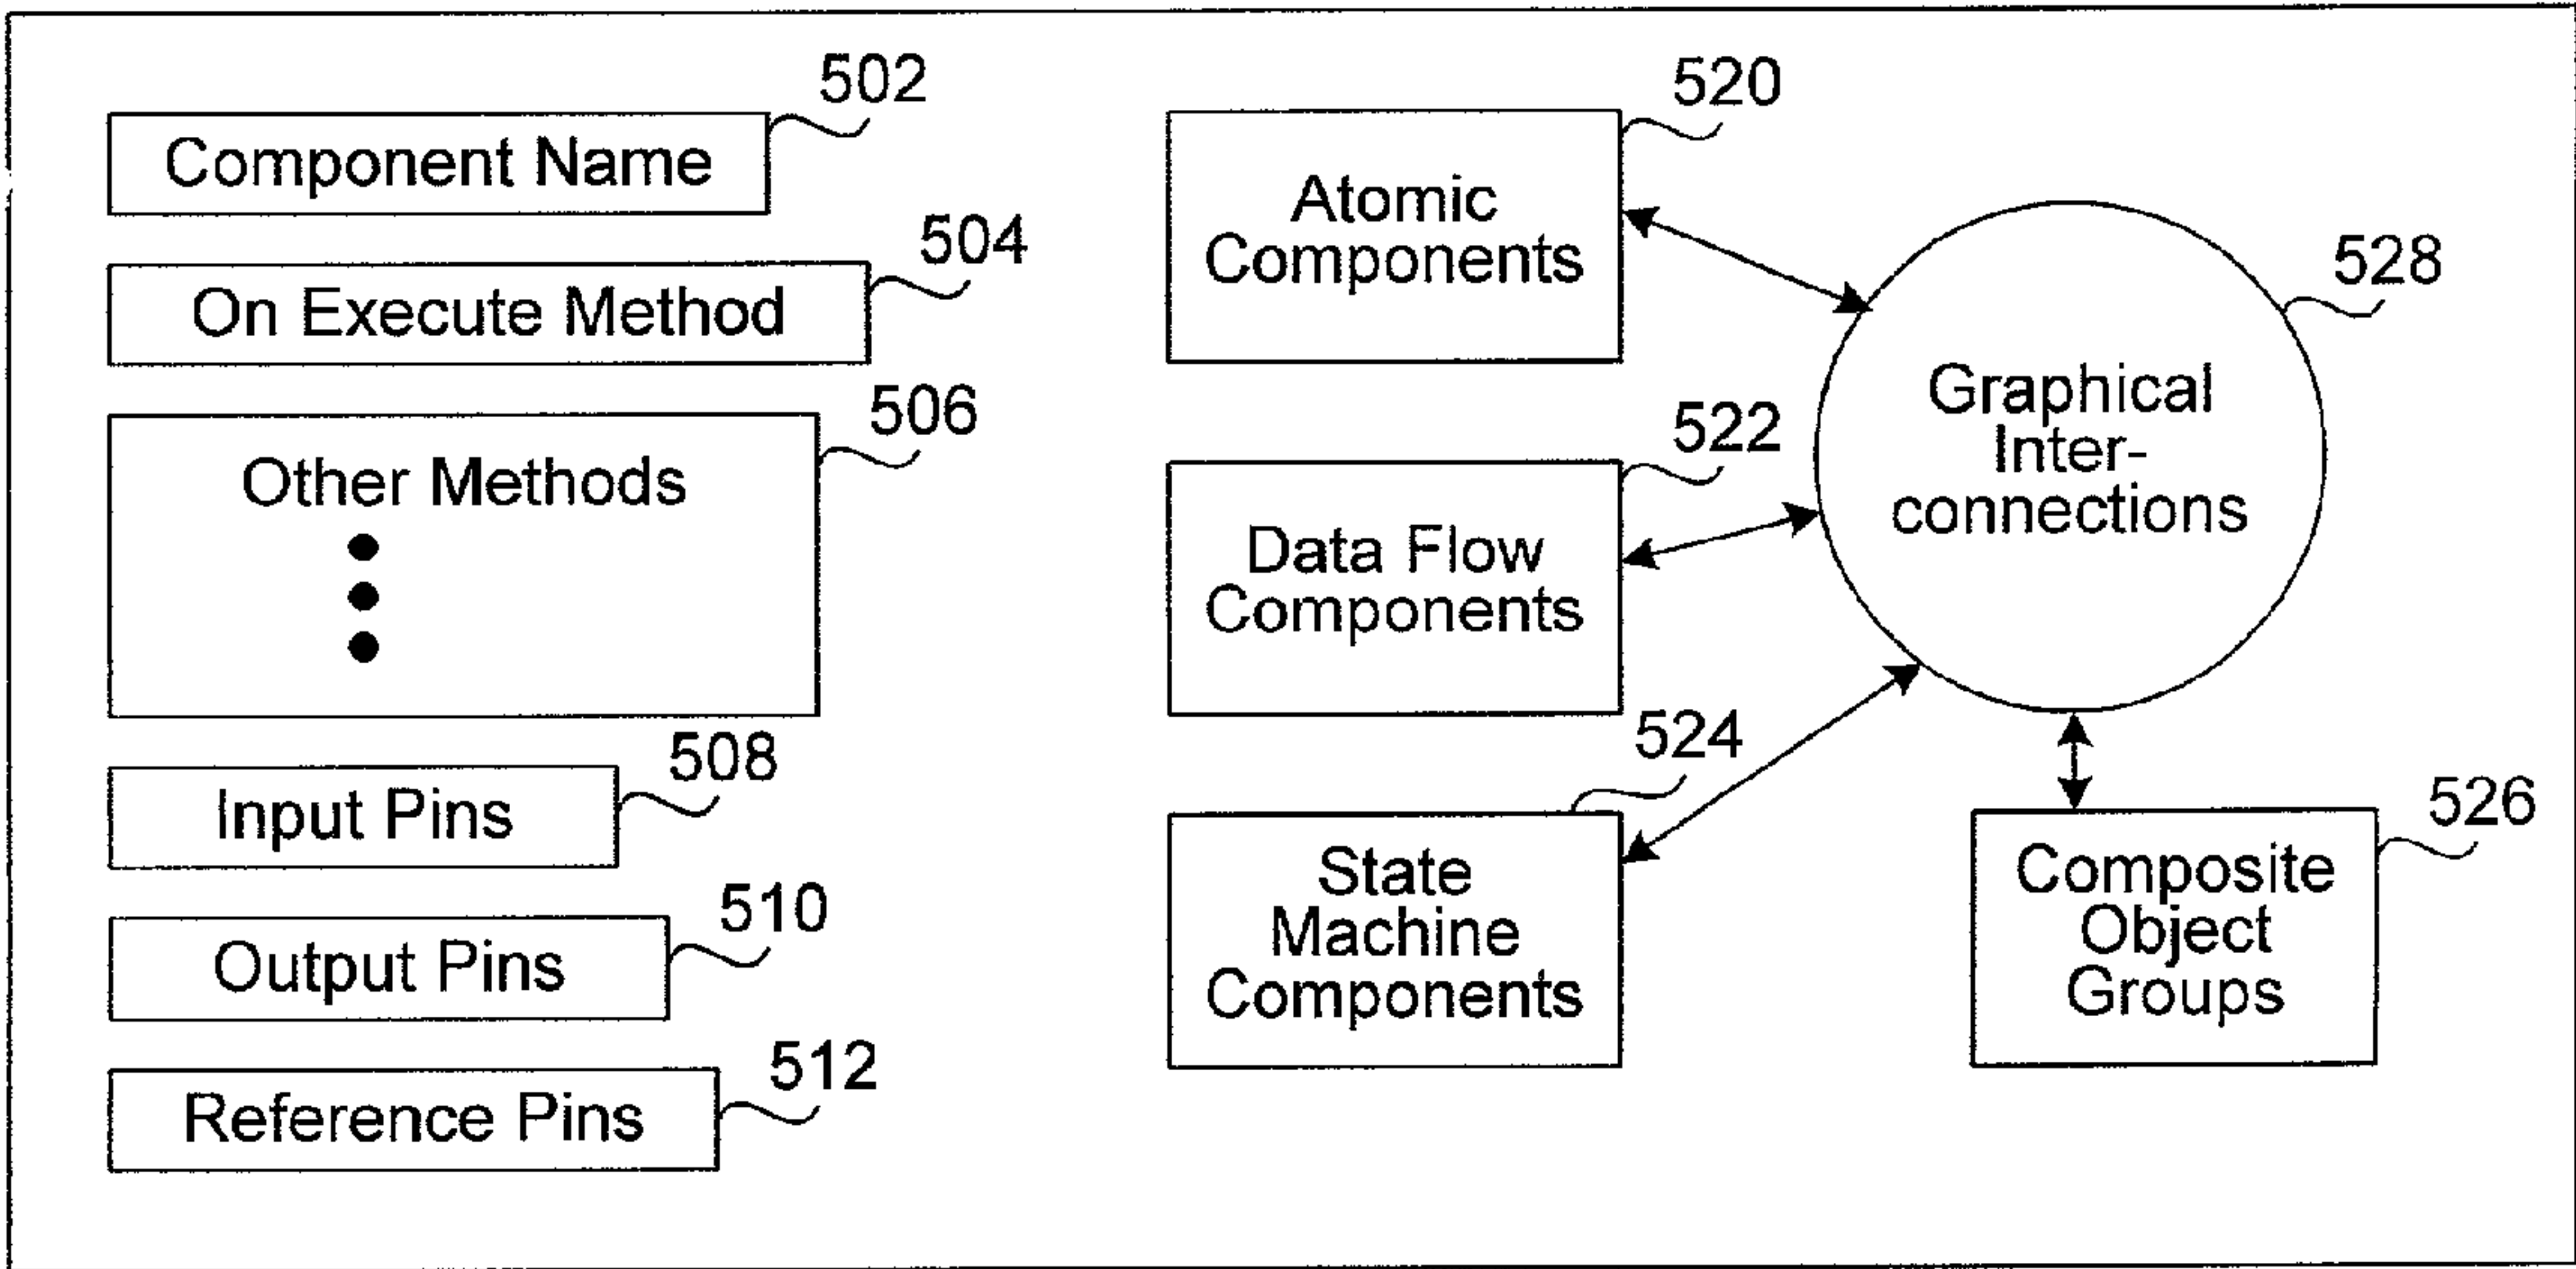 502
Component Name
504
On Execute Method
506
Other Methods
508
Input Pins
510
Output Pins
512
Reference Pins
520
Atomic
Components
522
Data Flow
Components
524
State
Machine
Components
528
Graphical
Inter-
connections
526
Composite
Object
Groups